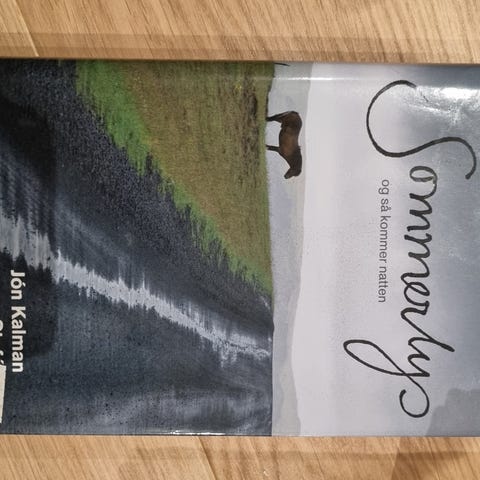 Sommerlys
og så kommer natten
Jón Kalman